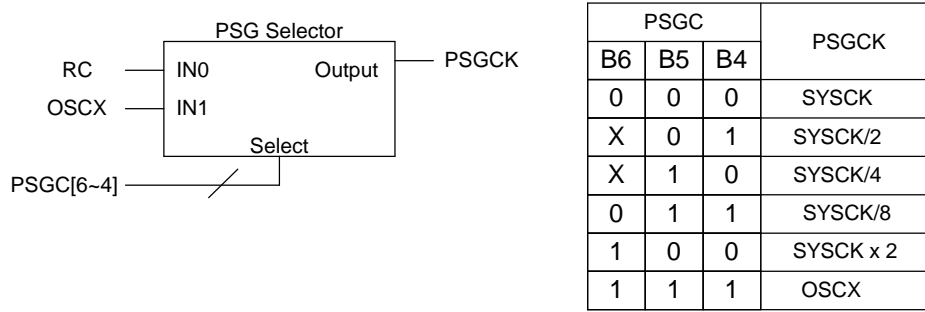 PSG Selector
RC IN0 Output PSGCK
OSCX IN1
Select
PSGC[6~4]
PSGC PSGCK
B6 B5 B4
0 0 0 SYSCK
X 0 1 SYSCK/2
X 1 0 SYSCK/4
0 1 1 SYSCK/8
1 0 0 SYSCK x 2
1 1 1 OSCX